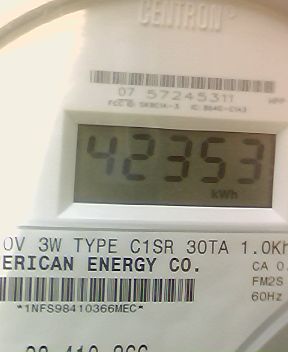 CENTRON®
07 57245311
42353
kWh
0V 3W TYPE C1SR 30TA 1.0Kh
ERICAN ENERGY CO.
CA 0.
FM2S
60Hz
*1NFS98410366MEC*